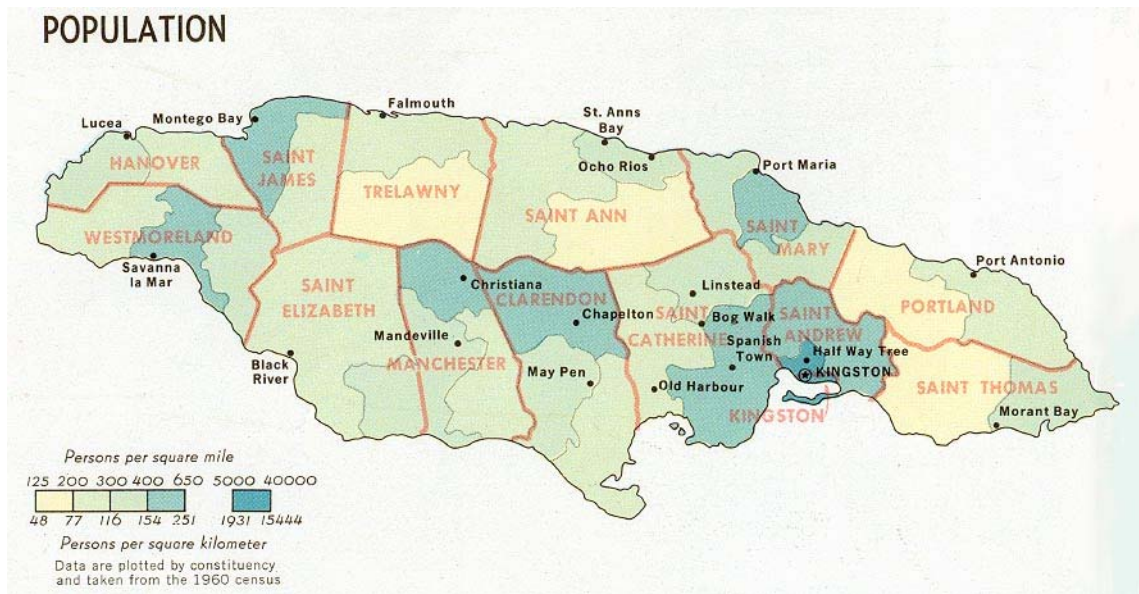 POPULATION
Falmouth
Lucea
Montego Bay
St. Anns
Bay
Ocho Rios
Port Maria
HANOVER
SAINT
JAMES
TRELAWNY
SAINT ANN
SAINT
MARY
WESTMORELAND
Savanna
la Mar
Port Antonio
SAINT
ELIZABETH
Christiana
CLARENDON
Chapelton
Linstead
SAINT
CATHERINE
Bog Walk
SAINT
ANDREW
PORTLAND
Mandeville
MANCHESTER
Spanish
Town
Half Way Tree
KINGSTON
Black
River
May Pen
Old Harbour
KINGSTON
SAINT THOMAS
Morant Bay
Persons per square mile
125 200 300 400 650 5000 40000
48 77 116 154 251 1931 15444
Persons per square kilometer
Data are plotted by constituency
and taken from the 1960 census